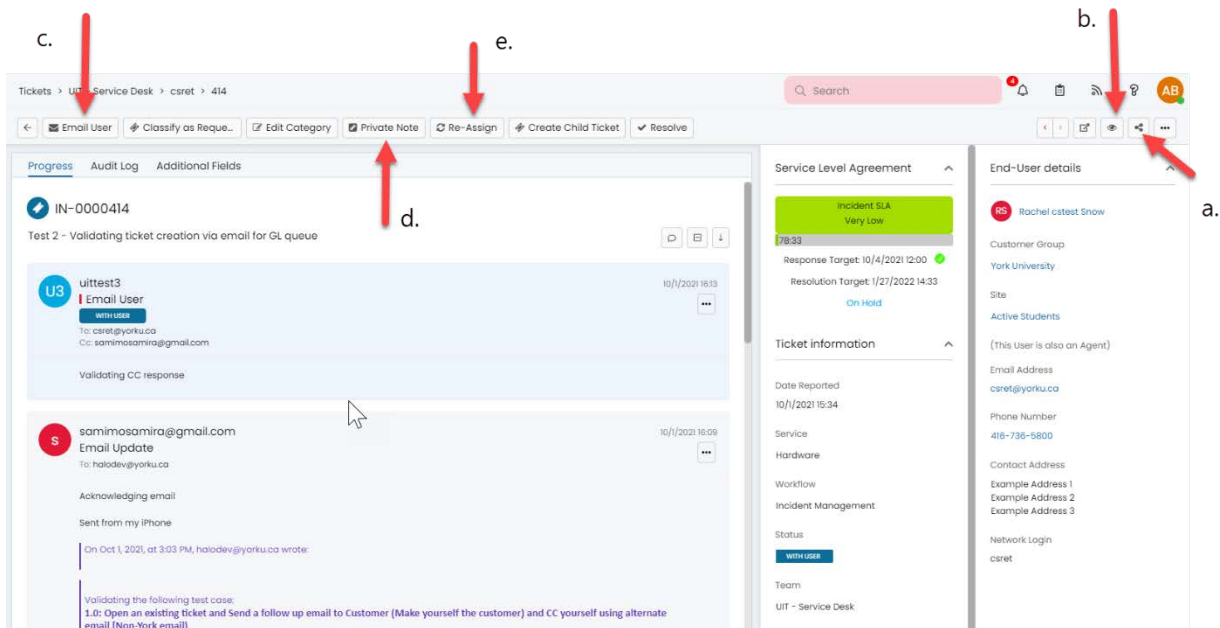 c.
e.
b.
Tickets > UIT - Service Desk > csret > 414
Search
4
?
AB
Email User
Classify as Reque...
Edit Category
Private Note
Re-Assign
Create Child Ticket
Resolve
a.
d.
Progress Audit Log Additional Fields
IN-0000414
Test 2 - Validating ticket creation via email for GL queue
U3
uittest3
10/1/2021 16:13
Email User
WITH USER
To: csret@yorku.ca
Cc: samimosamira@gmail.com
Validating CC response
S
samimosamira@gmail.com
10/1/2021 16:09
Email Update
To: halodev@yorku.ca
Acknowledging email
Sent from my iPhone
On Oct 1, 2021, at 3:03 PM, halodev@yorku.ca wrote:
Validating the following test case:
1.0: Open an existing ticket and Send a follow up email to Customer (Make yourself the customer) and CC yourself using alternate
email [Non-York email)
Service Level Agreement
Incident SLA
Very Low
78:33
Response Target: 10/4/2021 12:00
Resolution Target: 1/27/2022 14:33
On Hold
Ticket information
Date Reported
10/1/2021 15:34
Service
Hardware
Workflow
Incident Management
Status
WITH USER
Team
UIT - Service Desk
End-User details
RS
Rachel cstest Snow
Customer Group
York University
Site
Active Students
(This User is also an Agent)
Email Address
csret@yorku.ca
Phone Number
416-736-5800
Contact Address
Example Address 1
Example Address 2
Example Address 3
Network Login
csret